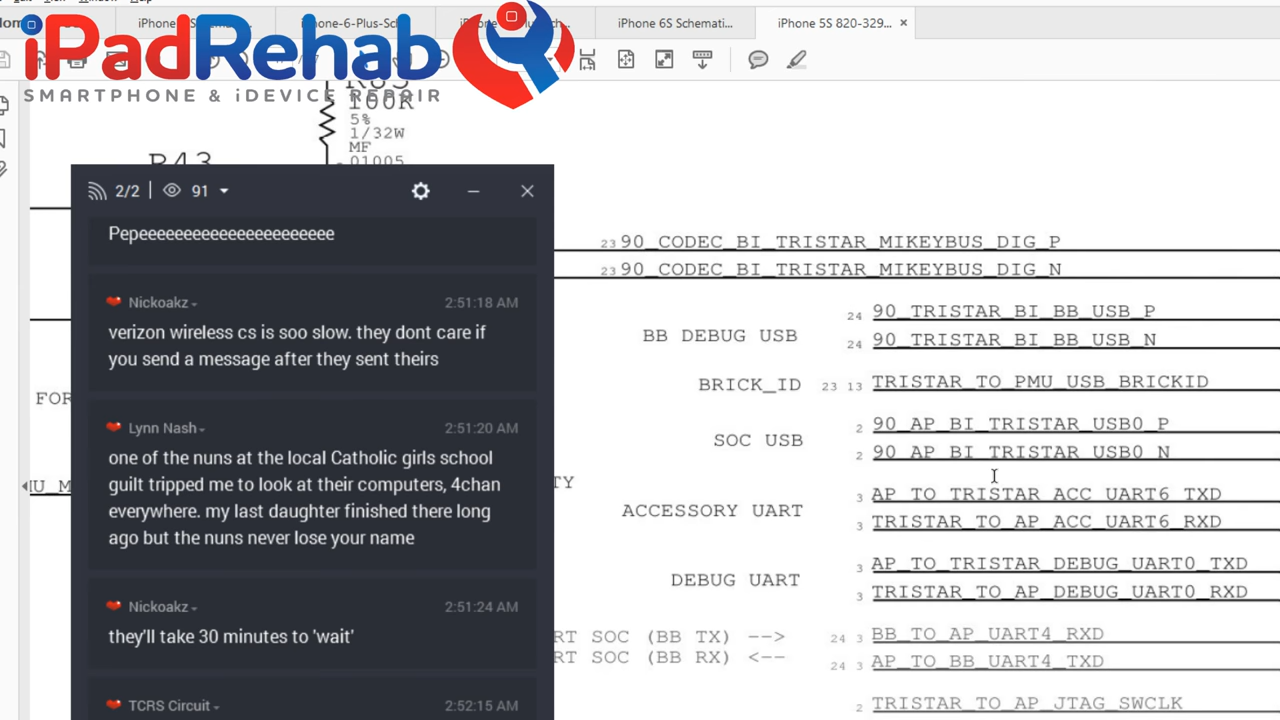 iPadRehab
SMARTPHONE & iDEVICE REPAIR
iPhone 6S Schemati...
iPhone 5S 820-329...
100K
5%
1/32W
MF
01005
R43
2/2
91
Pepeeeeeeeeeeeeeeeeeeeeeee
Nickoakz
2:51:18 AM
verizon wireless cs is soo slow. they dont care if
you send a message after they sent theirs
Lynn Nash
2:51:20 AM
one of the nuns at the local Catholic girls school
guilt tripped me to look at their computers, 4chan
everywhere. my last daughter finished there long
ago but the nuns never lose your name
Nickoakz
2:51:24 AM
they'll take 30 minutes to 'wait'
TCRS Circuit
2:52:15 AM
FOR
23 90_CODEC_BI_TRISTAR_MIKEYBUS_DIG_P
23 90_CODEC_BI_TRISTAR_MIKEYBUS_DIG_N
24 90_TRISTAR_BI_BB_USB_P
BB DEBUG USB
24 90_TRISTAR_BI_BB_USB_N
BRICK_ID 23 13 TRISTAR_TO_PMU_USB_BRICKID
2 90_AP_BI_TRISTAR_USB0_P
SOC USB
2 90_AP_BI_TRISTAR_USB0_N
TY
3 AP_TO_TRISTAR_ACC_UART6_TXD
ACCESSORY UART
3 TRISTAR_TO_AP_ACC_UART6_RXD
3 AP_TO_TRISTAR_DEBUG_UART0_TXD
DEBUG UART
3 TRISTAR_TO_AP_DEBUG_UART0_RXD
RT SOC (BB TX) --> 24 3 BB_TO_AP_UART4_RXD
RT SOC (BB RX) <-- 24 3 AP_TO_BB_UART4_TXD
2 TRISTAR_TO_AP_JTAG_SWCLK